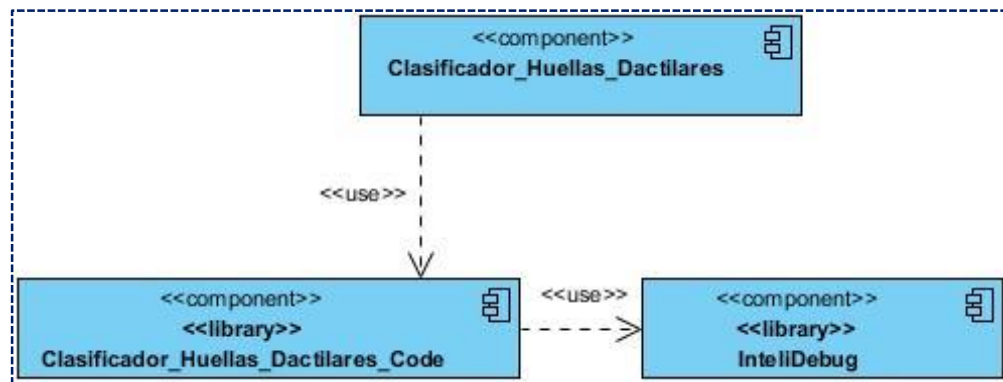 <<component>>
Clasificador_Huellas_Dactilares
<<use>>
<<component>>
<<library>>
Clasificador_Huellas_Dactilares_Code
<<use>>
<<component>>
<<library>>
InteliDebug